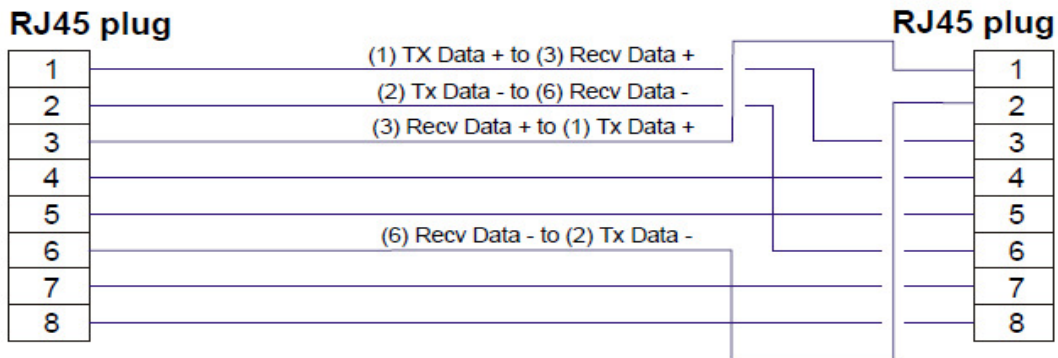 RJ45 plug
RJ45 plug
1 (1) TX Data + to (3) Recv Data + 1
2 (2) Tx Data - to (6) Recv Data - 2
3 (3) Recv Data + to (1) Tx Data + 3
4 4
5 5
6 (6) Recv Data - to (2) Tx Data - 6
7 7
8 8